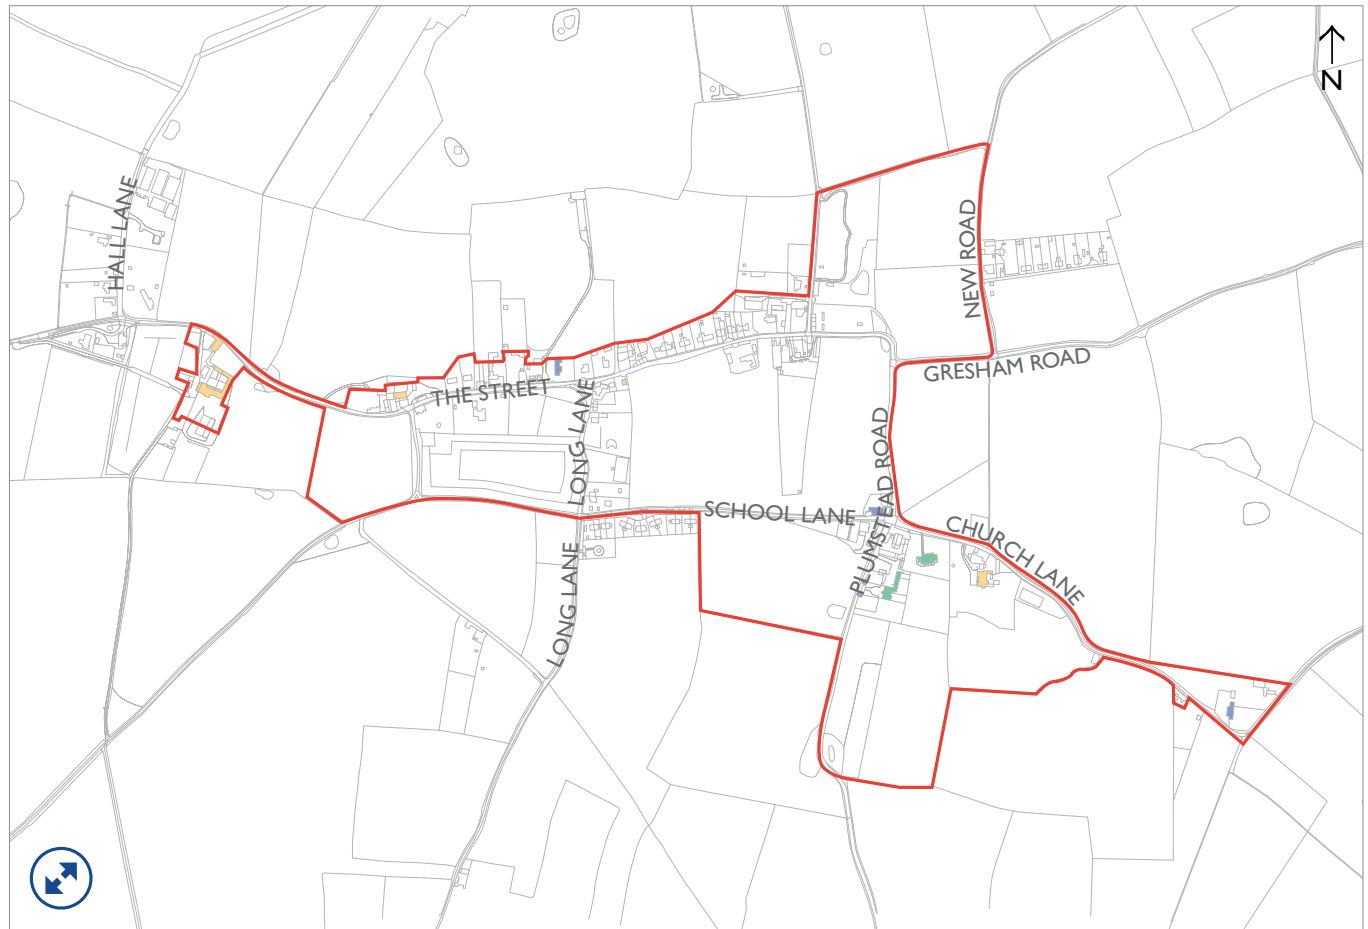 N
HALL LANE
NEW ROAD
GRESHAM ROAD
THE STREET
LONG LANE
PLUMSTEAD ROAD
SCHOOL LANE
CHURCH LANE
LONG LANE